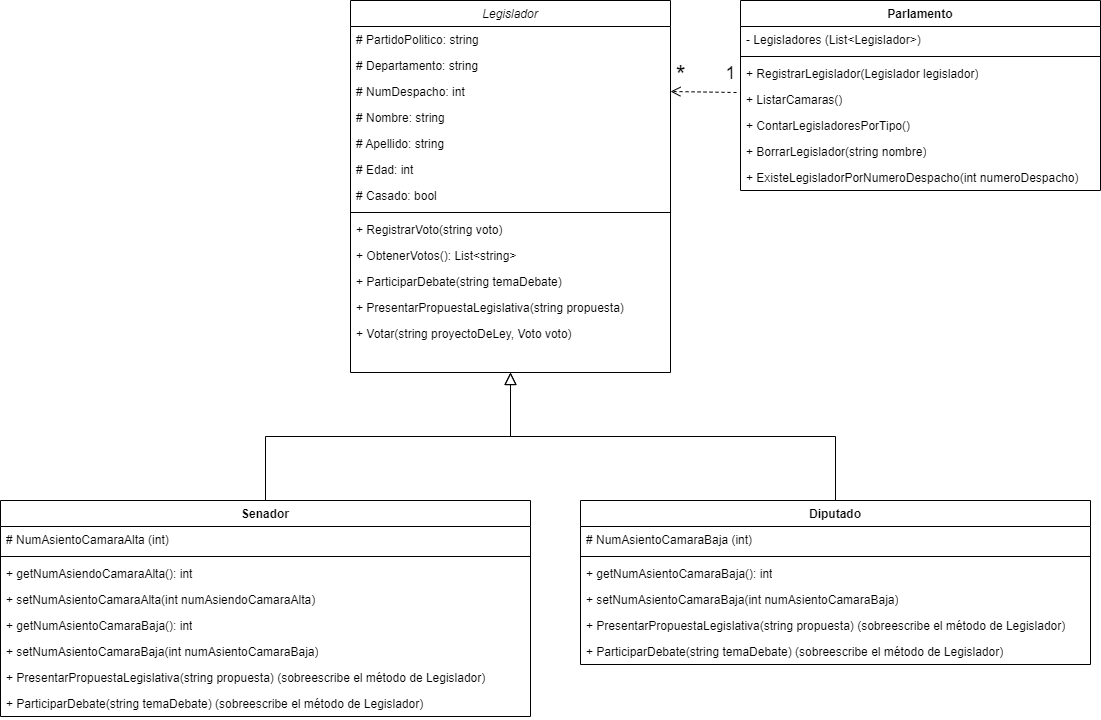 Legislador
# PartidoPolitico: string
# Departamento: string
# NumDespacho: int
# Nombre: string
# Apellido: string
# Edad: int
# Casado: bool
+ RegistrarVoto(string voto)
+ ObtenerVotos(): List<string>
+ ParticiparDebate(string temaDebate)
+ PresentarPropuestaLegislativa(string propuesta)
+ Votar(string proyectoDeLey, Voto voto)
* 1
Parlamento
- Legisladores (List<Legislador>)
+ RegistrarLegislador(Legislador legislador)
+ ListarCamaras()
+ ContarLegisladoresPorTipo()
+ BorrarLegislador(string nombre)
+ ExisteLegisladorPorNumeroDespacho(int numeroDespacho)
Senador
# NumAsientoCamaraAlta (int)
+ getNumAsiendoCamaraAlta(): int
+ setNumAsientoCamaraAlta(int numAsiendoCamaraAlta)
+ getNumAsientoCamaraBaja(): int
+ setNumAsientoCamaraBaja(int numAsientoCamaraBaja)
+ PresentarPropuestaLegislativa(string propuesta) (sobreescribe el método de Legislador)
+ ParticiparDebate(string temaDebate) (sobreescribe el método de Legislador)
Diputado
# NumAsientoCamaraBaja (int)
+ getNumAsientoCamaraBaja(): int
+ setNumAsientoCamaraBaja(int numAsientoCamaraBaja)
+ PresentarPropuestaLegislativa(string propuesta) (sobreescribe el método de Legislador)
+ ParticiparDebate(string temaDebate) (sobreescribe el método de Legislador)